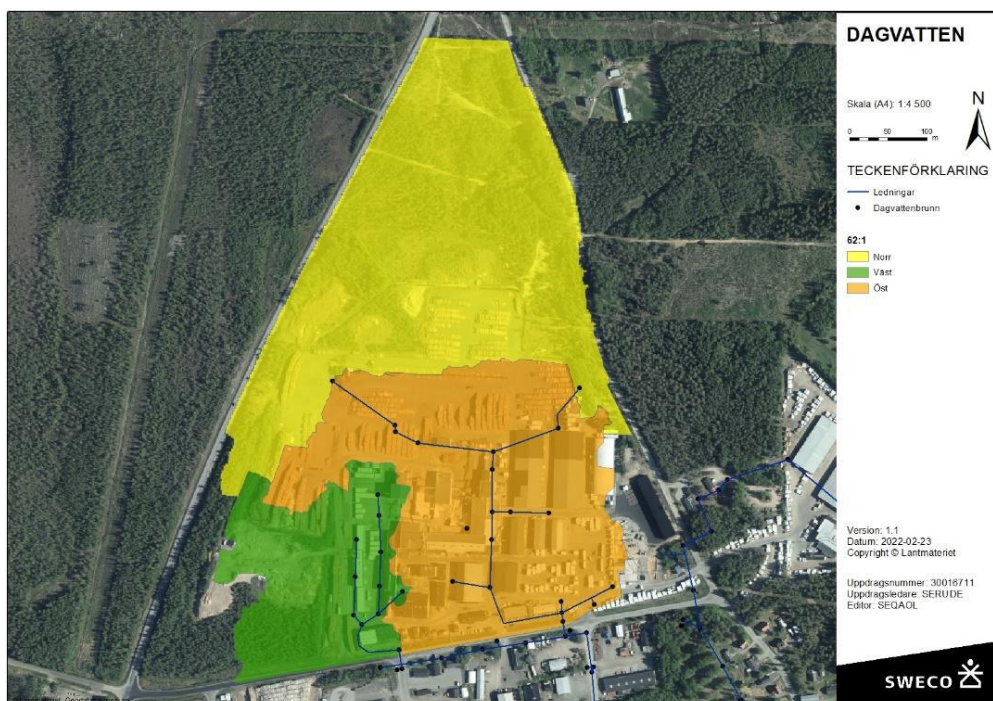 DAGVATTEN
Skala (A4): 1:4 500
N
0 50 100
m
TECKENFÖRKLARING
Ledningar
Dagvattenbrunn
62:1
Norr
Väst
Öst
Version: 1.1
Datum: 2022-02-23
Copyright © Lantmäteriet
Uppdragsnummer: 30016711
Uppdragsledare: SERUDE
Editor: SEQAOL
SWECO